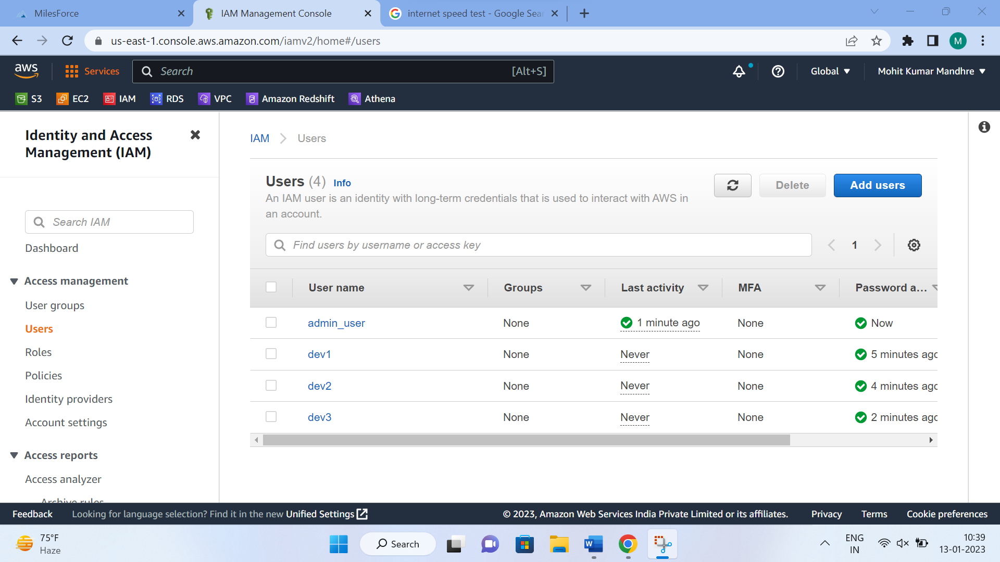 MilesForce
IAM Management Console
internet speed test - Google Sear
us-east-1.console.aws.amazon.com/iamv2/home#/users
M
aws
Services
Search
[Alt+S]
Global
Mohit Kumar Mandhre
S3
EC2
IAM
RDS
VPC
Amazon Redshift
Athena
Identity and Access
Management (IAM)
Search IAM
Dashboard
Access management
User groups
Users
Roles
Policies
Identity providers
Account settings
Access reports
Access analyzer
Archive rules
IAM
Users
Users (4) Info
An IAM user is an identity with long-term credentials that is used to interact with AWS in
an account.
Delete
Add users
Find users by username or access key
1
User name Groups Last activity MFA Password a...
admin_user None 1 minute ago None Now
dev1 None Never None 5 minutes ago
dev2 None Never None 4 minutes ago
dev3 None Never None 2 minutes ago
Feedback
Looking for language selection? Find it in the new Unified Settings
© 2023, Amazon Web Services India Private Limited or its affiliates.
Privacy
Terms
Cookie preferences
75°F
Haze
Search
W
ENG
IN
10:39
13-01-2023